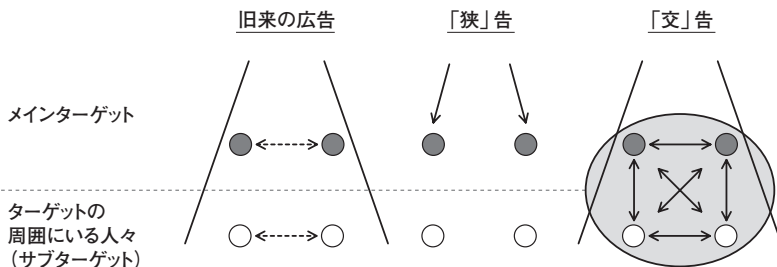 旧来の広告
「狭」告
「交」告
メインターゲット
ターゲットの
周囲にいる人々
(サブターゲット)